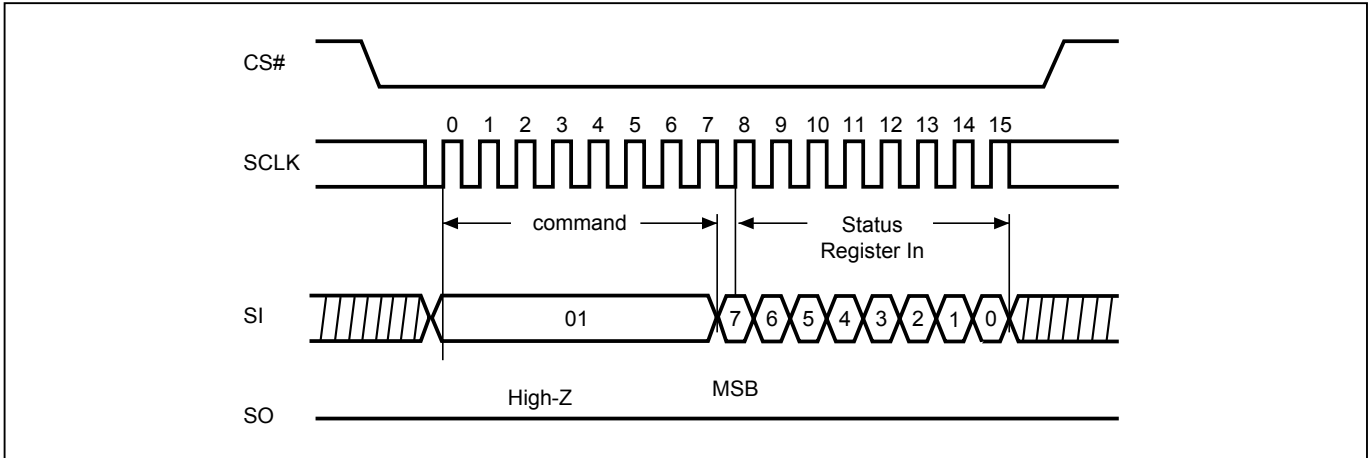 CS#
0 1 2 3 4 5 6 7 8 9 10 11 12 13 14 15
SCLK
command
Status
Register In
SI
01 7 6 5 4 3 2 1 0
MSB
High-Z
SO